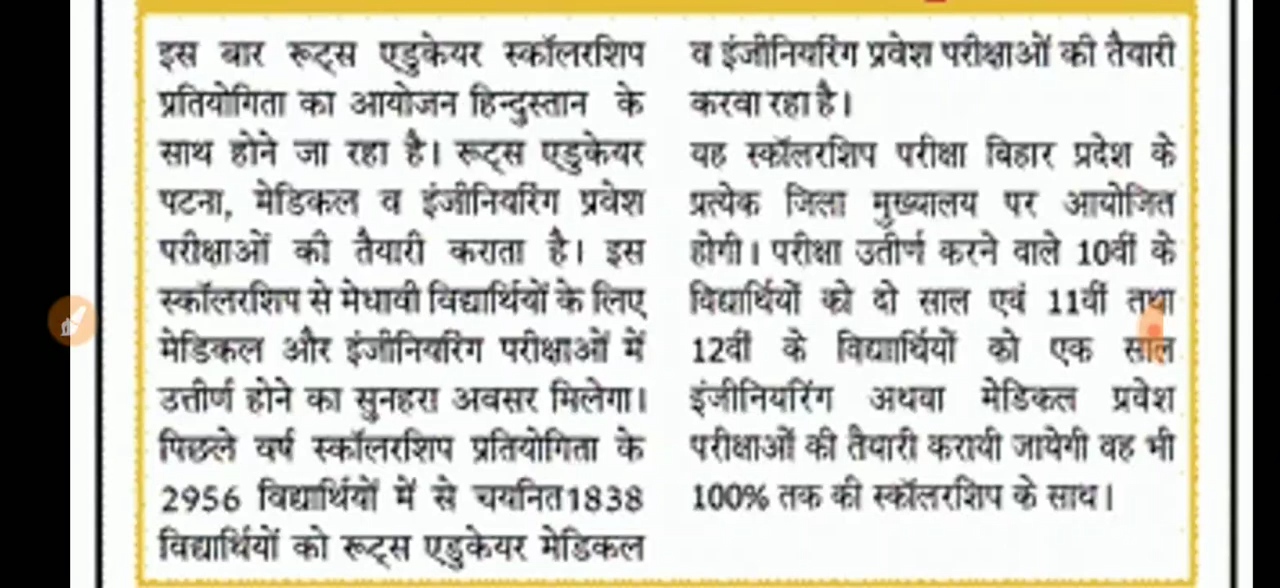 इस बार रूट्स एडुकेयर स्कॉलरशिप
प्रतियोगिता का आयोजन हिन्दुस्तान के
साथ होने जा रहा है। रूट्स एडुकेयर
पटना, मेडिकल व इंजीनियरिंग प्रवेश
परीक्षाओं की तैयारी कराता है। इस
स्कॉलरशिप से मेधावी विद्यार्थियों के लिए
मेडिकल और इंजीनियरिंग परीक्षाओं में
उत्तीर्ण होने का सुनहरा अवसर मिलेगा।
पिछले वर्ष स्कॉलरशिप प्रतियोगिता के
2956 विद्यार्थियों में से चयनित1838
विद्यार्थियों को रूट्स एडुकेयर मेडिकल
व इंजीनियरिंग प्रवेश परीक्षाओं की तैयारी
करवा रहा है।
यह स्कॉलरशिप परीक्षा बिहार प्रदेश के
प्रत्येक जिला मुख्यालय पर आयोजित
होगी। परीक्षा उतीर्ण करने वाले 10वीं के
विद्यार्थियों को दो साल एवं 11वीं तथा
12वीं के विद्यार्थियों को एक साल
इंजीनियरिंग अथवा मेडिकल प्रवेश
परीक्षाओं की तैयारी करायी जायेगी वह भी
100% तक की स्कॉलरशिप के साथ।